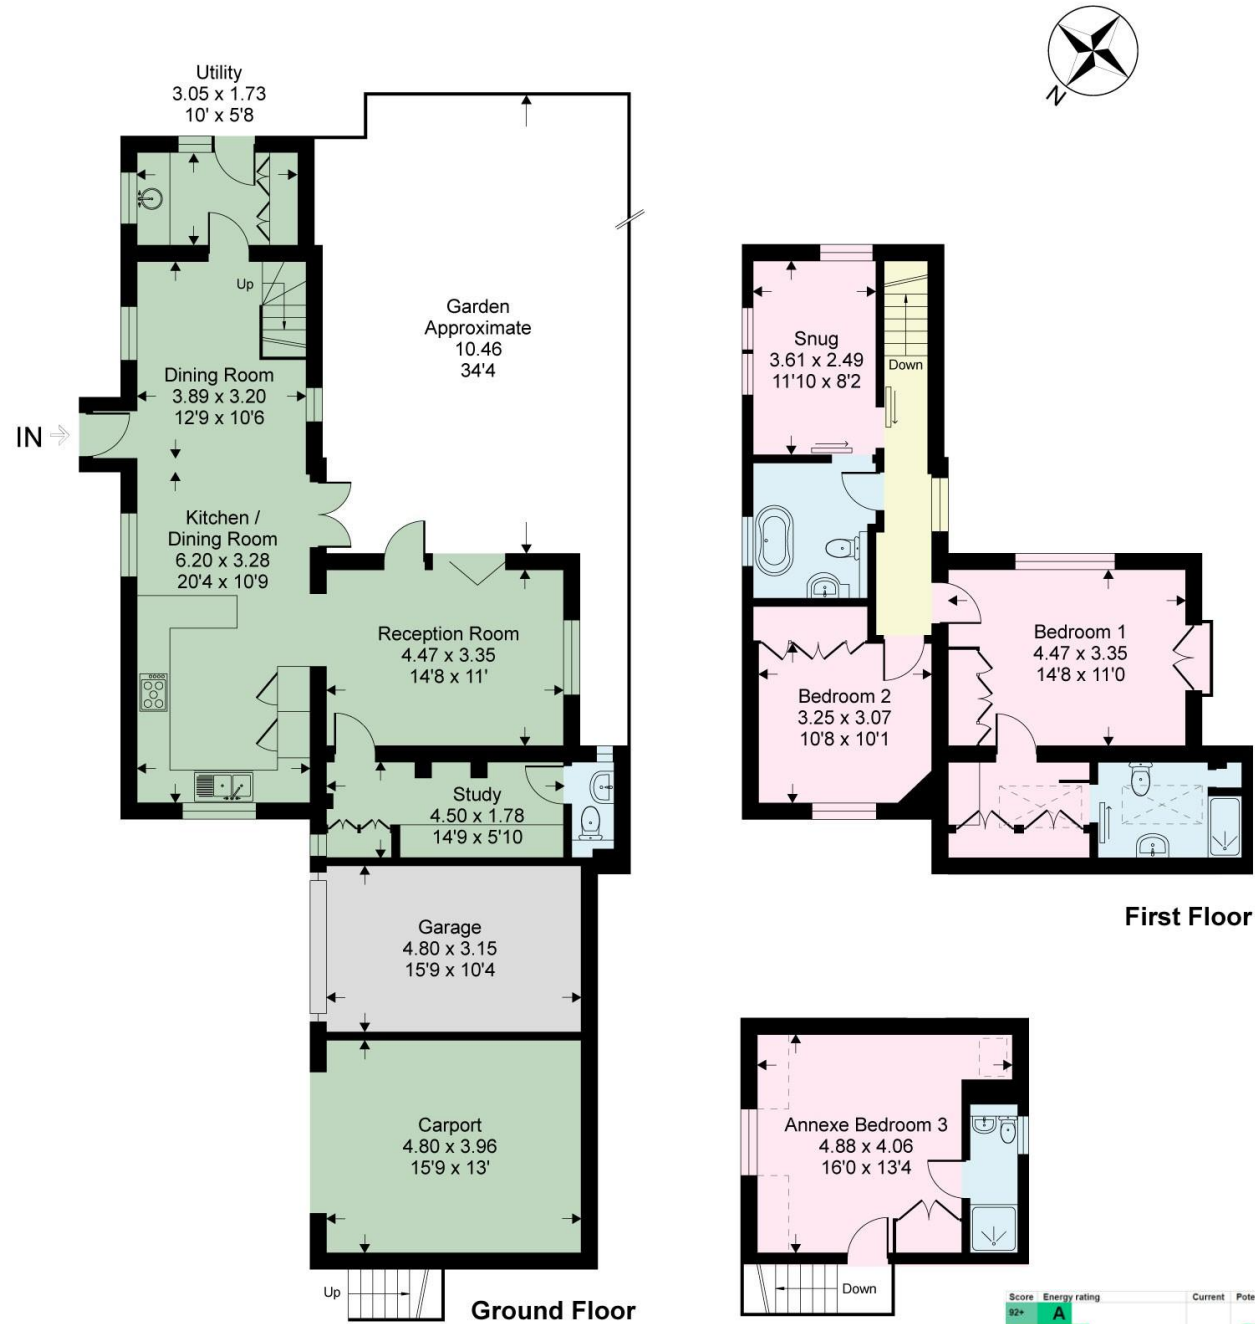 N
Utility
3.05 x 1.73
10' x 5'8
Up
Garden
Approximate
10.46
34'4
Dining Room
3.89 x 3.20
12'9 x 10'6
IN
Kitchen /
Dining Room
6.20 x 3.28
20'4 x 10'9
Reception Room
4.47 x 3.35
14'8 x 11'
Study
4.50 x 1.78
14'9 x 5'10
Garage
4.80 x 3.15
15'9 x 10'4
Carport
4.80 x 3.96
15'9 x 13'
Up
Ground Floor
Snug
3.61 x 2.49
11'10 x 8'2
Down
Bedroom 1
4.47 x 3.35
14'8 x 11'0
Bedroom 2
3.25 x 3.07
10'8 x 10'1
First Floor
Annexe Bedroom 3
4.88 x 4.06
16'0 x 13'4
Down
Score Energy rating Current Pote
92+ A